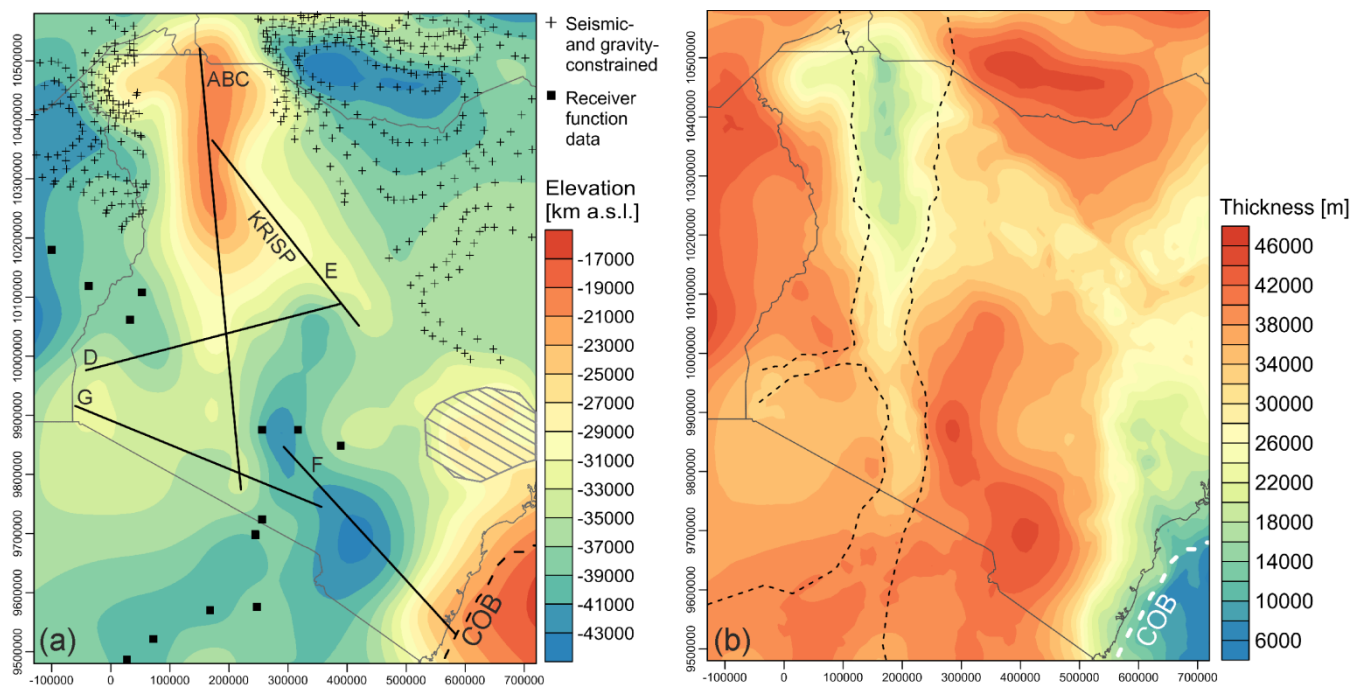 + Seismic-
and gravity-
constrained
Receiver
function
data
Elevation
[km a.s.l.]
-17000
-19000
-21000
-23000
-25000
-27000
-29000
-31000
-33000
-35000
-37000
-39000
-41000
-43000
ABC
KRISP
E
D
G
F
COB
(a)
10500000
10400000
10300000
10200000
10100000
10000000
9900000
9800000
9700000
9600000
9500000
-100000 0 100000 200000 300000 400000 500000 600000 700000
Thickness [m]
46000
42000
38000
34000
30000
26000
22000
18000
14000
10000
6000
COB
(b)
10500000
10400000
10300000
10200000
10100000
10000000
9900000
9800000
9700000
9600000
9500000
-100000 0 100000 200000 300000 400000 500000 600000 700000